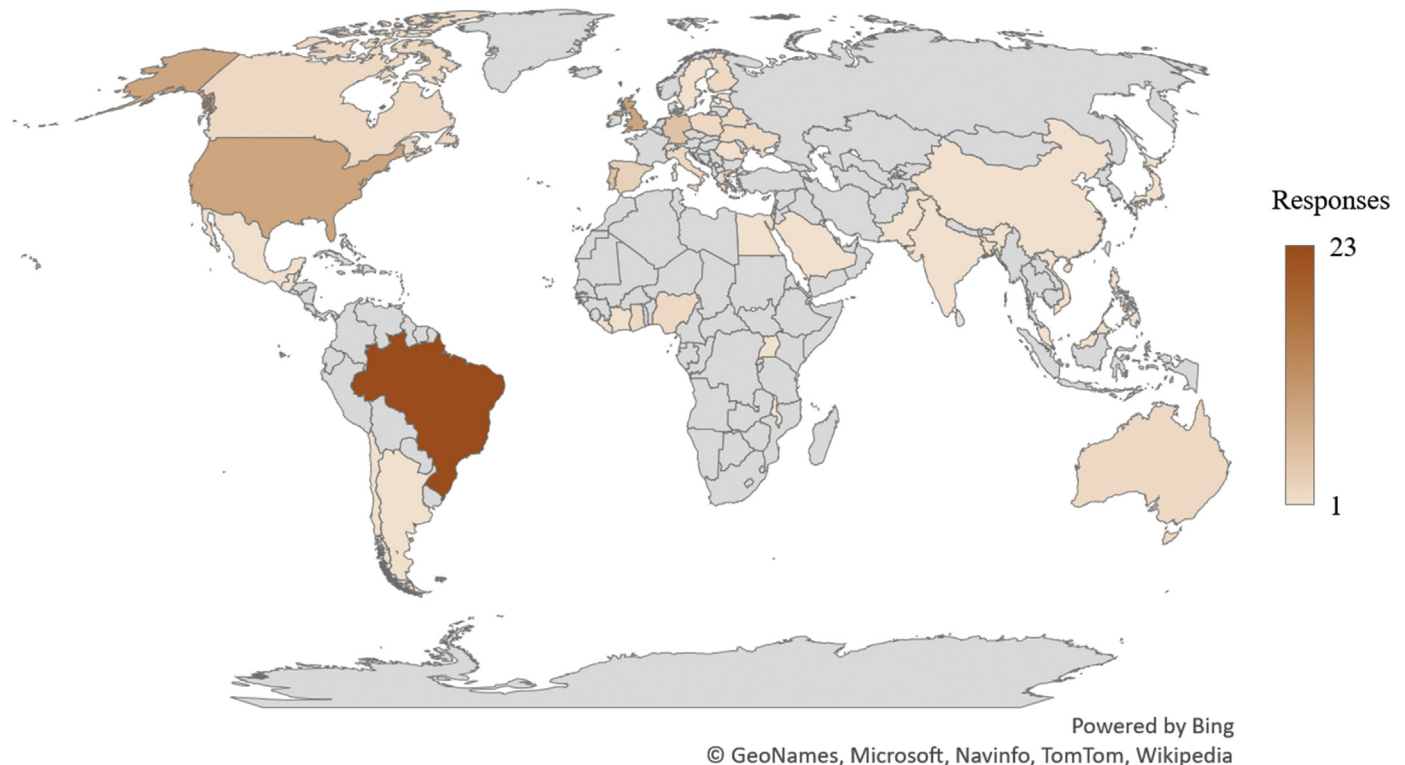 Responses
23
1
Powered by Bing
© GeoNames, Microsoft, Navinfo, TomTom, Wikipedia